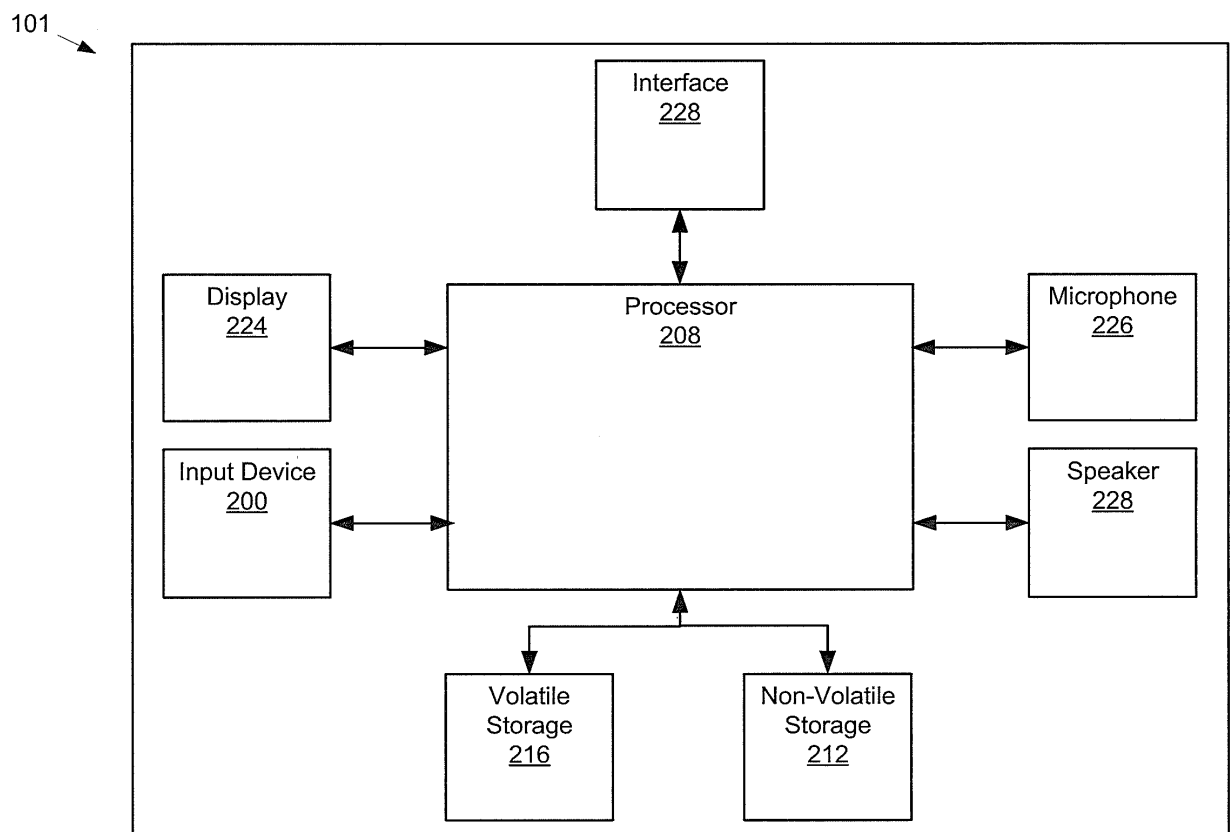 101
Interface
228
Display
224
Processor
208
Microphone
226
Input Device
200
Speaker
228
Volatile
Storage
216
Non-Volatile
Storage
212